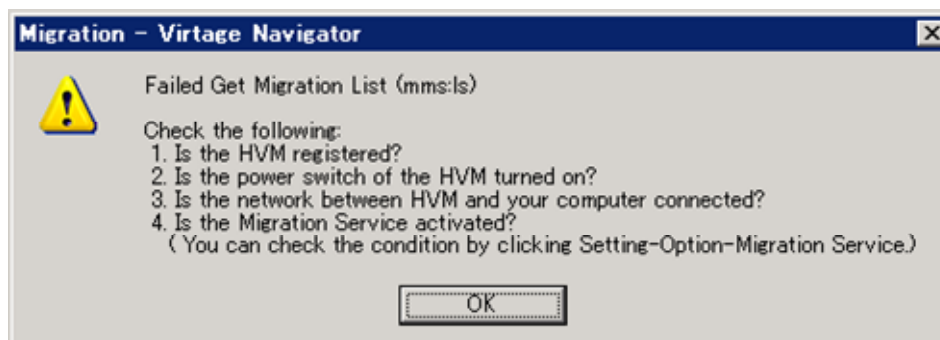 Migration - Virtage Navigator
Failed Get Migration List (mms:ls)
Check the following:
1. Is the HVM registered?
2. Is the power switch of the HVM turned on?
3. Is the network between HVM and your computer connected?
4. Is the Migration Service activated?
( You can check the condition by clicking Setting-Option-Migration Service.)
OK